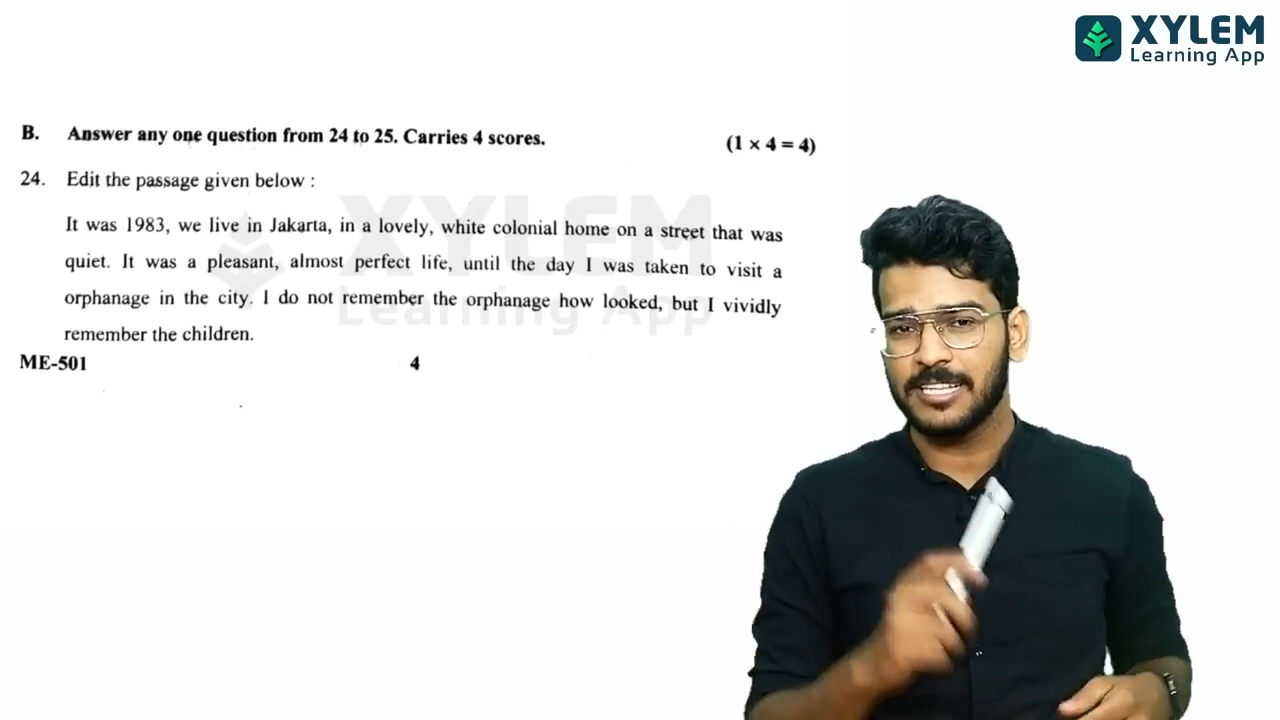 XYLEM
Learning App
B. Answer any one question from 24 to 25. Carries 4 scores. (1 × 4 = 4)
24. Edit the passage given below :
It was 1983, we live in Jakarta, in a lovely, white colonial home on a street that was
quiet. It was a pleasant, almost perfect life, until the day I was taken to visit a
orphanage in the city. I do not remember the orphanage how looked, but I vividly
remember the children.
ME-501 4
XYLEM
Learning App